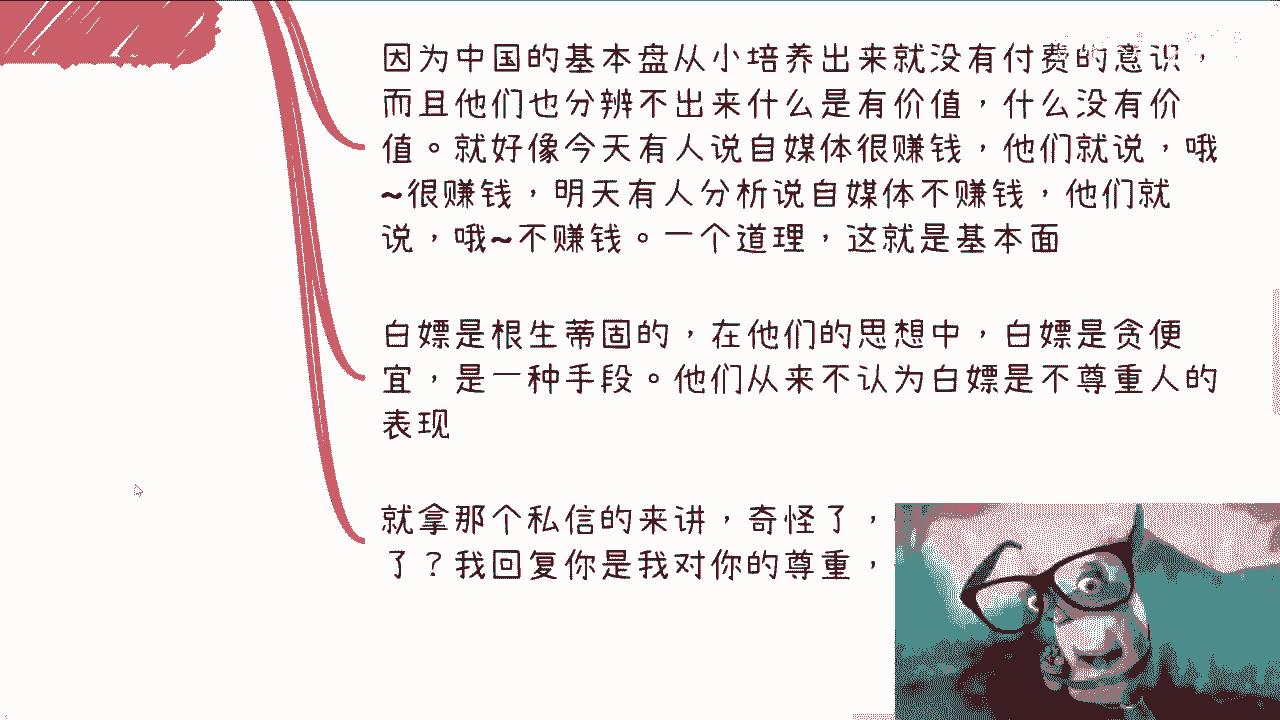 因为中国的基本盘从小培养出来就没有付费的意识，
而且他们也分辨不出来什么是有价值，什么没有价
值。就好像今天有人说自媒体很赚钱，他们就说，哦
~很赚钱，明天有人分析说自媒体不赚钱，他们就
说，哦~不赚钱。一个道理，这就是基本面
白嫖是根生蒂固的，在他们的思想中，白嫖是贪便
宜，是一种手段。他们从来不认为白嫖是不尊重人的
表现
就拿那个私信的来讲，奇怪了，
了？我回复你是我对你的尊重，